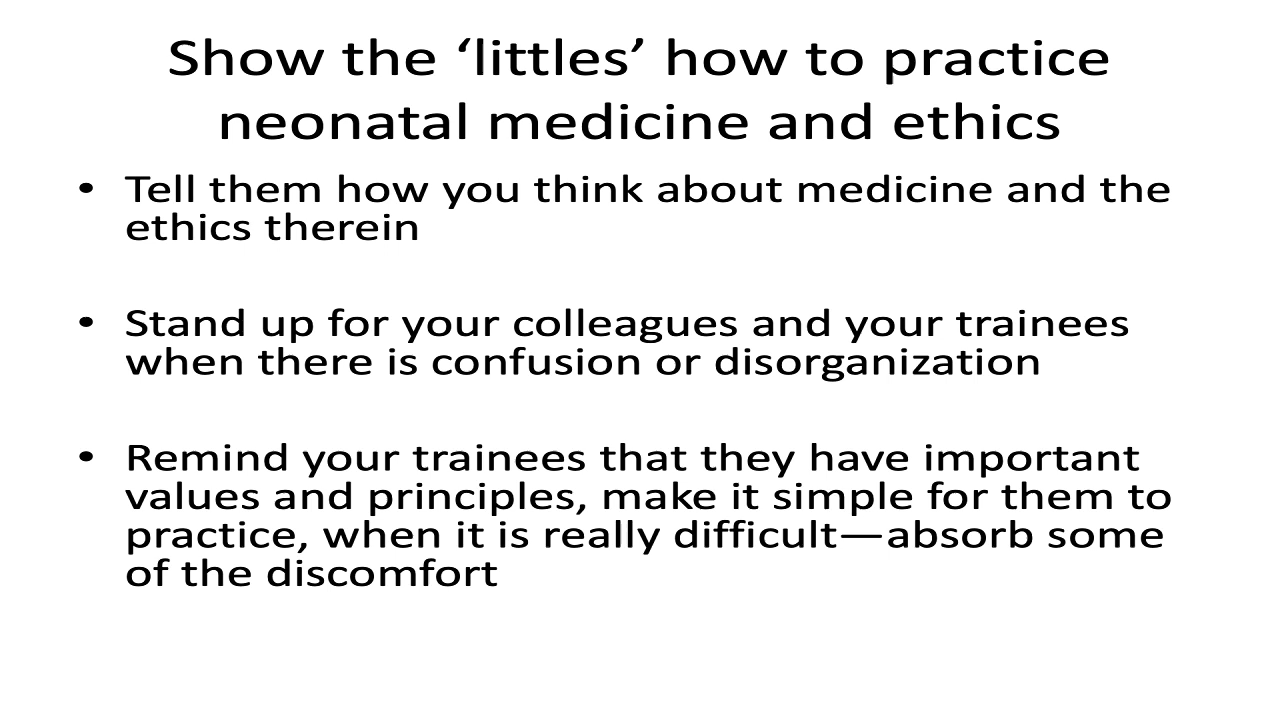 Show the ‘littles’ how to practice
neonatal medicine and ethics
• Tell them how you think about medicine and the
ethics therein
• Stand up for your colleagues and your trainees
when there is confusion or disorganization
• Remind your trainees that they have important
values and principles, make it simple for them to
practice, when it is really difficult—absorb some
of the discomfort